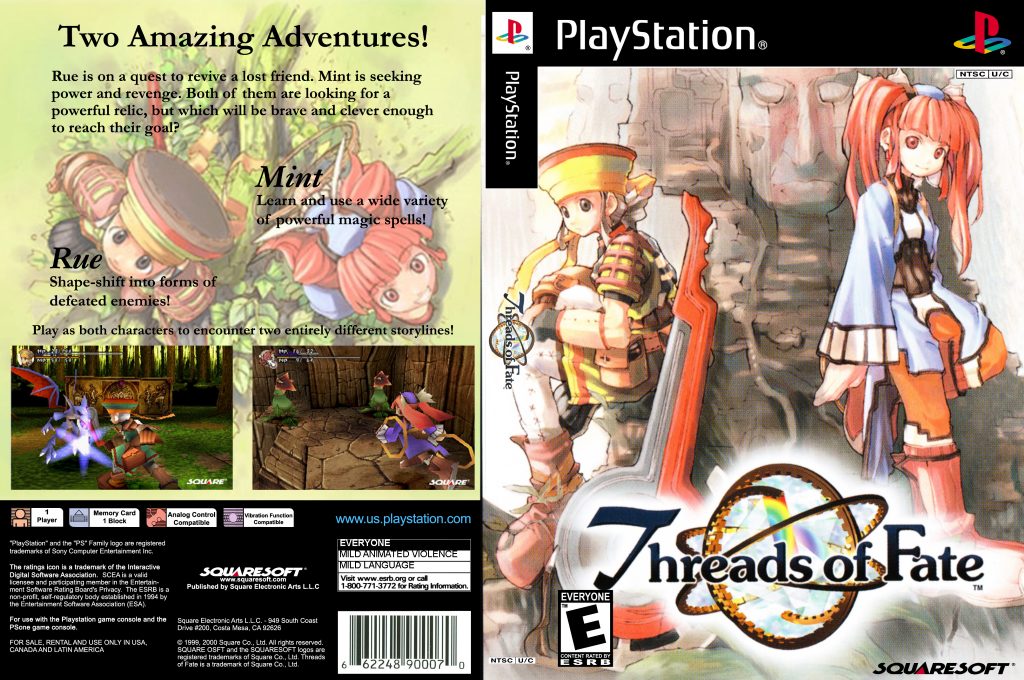 Two Amazing Adventures!
Rue is on a quest to revive a lost friend. Mint is seeking
power and revenge. Both of them are looking for a
powerful relic, but which will be brave and clever enough
to reach their goal?
Mint
Learn and use a wide variety
of powerful magic spells!
Rue
Shape-shift into forms of
defeated enemies!
Play as both characters to encounter two entirely different storylines!
SQUARE
SQUARE
1
Player
Memory Card
1 Block
Analog Control
Compatible
Vibration Function
Compatible
www.us.playstation.com
"PlayStation" and the "PS" Family logo are registered
trademarks of Sony Computer Entertainment Inc.
The ratings icon is a trademark of the Interactive
Digital Software Association. SCEA is a valid
licensee and participating member in the Entertain-
ment Software Rating Board's Privacy. The ESRB is a
non-profit, self-regulatory body established in 1994 by
the Entertainment Software Association (ESA).
For use with the Playstation game console and the
PSone game console.
FOR SALE, RENTAL AND USE ONLY IN USA,
CANADA AND LATIN AMERICA
SQUARESOFT®
www.squaresoft.com
Published by Square Electronic Arts L.L.C
Square Electronic Arts L.L.C. - 949 South Coast
Drive #200, Costa Mesa, CA 92626
© 1999, 2000 Square Co., Ltd. All rights reserved.
SQUARE OSFT and the SQUARESOFT logos are
registered trademarks of Square Co., Ltd. Threads
of Fate is a trademark of Square Co., Ltd.
EVERYONE
MILD ANIMATED VIOLENCE
MILD LANGUAGE
Visit www.esrb.org or call
1-800-771-3772 for Rating Information.
6 62248 90007 0
PlayStation®
Threads of Fate
NTSC U/C
PlayStation®
NTSC U/C
Threads of Fate™
EVERYONE
™
E
CONTENT RATED BY
ESRB
SQUARESOFT®